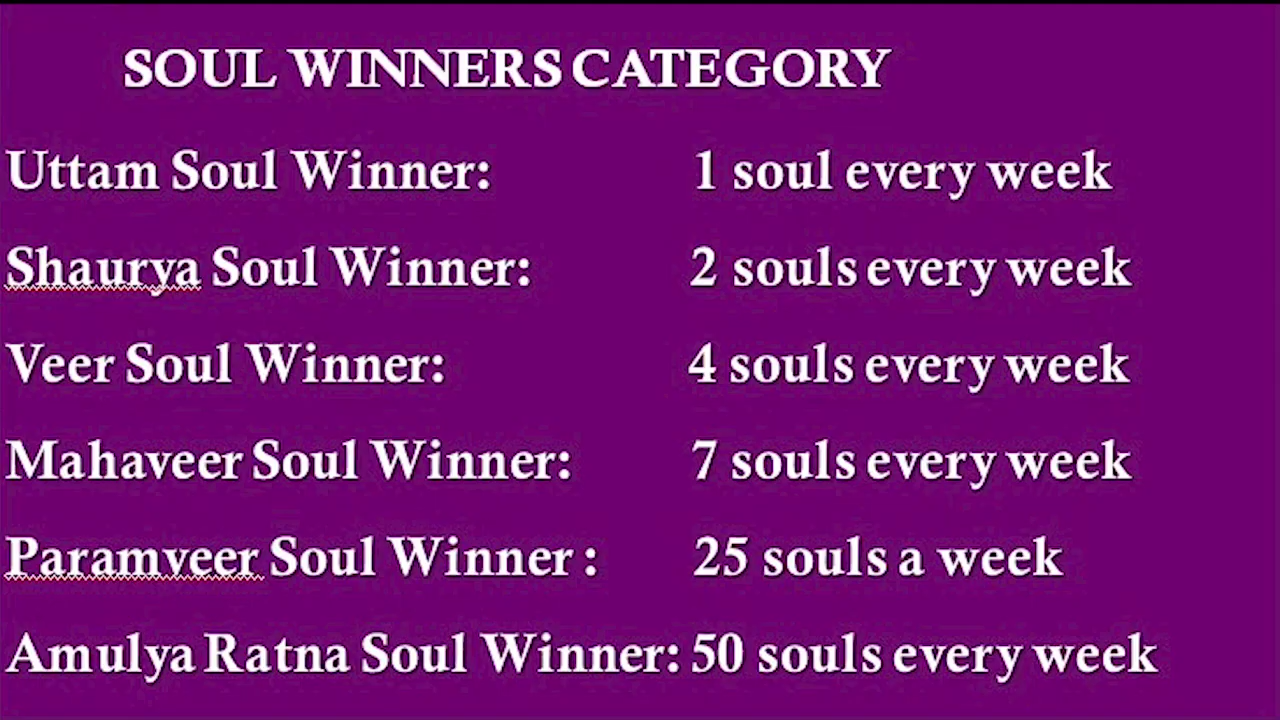 SOUL WINNERS CATEGORY
Uttam Soul Winner: 1 soul every week
Shaurya Soul Winner: 2 souls every week
Veer Soul Winner: 4 souls every week
Mahaveer Soul Winner: 7 souls every week
Paramveer Soul Winner : 25 souls a week
Amulya Ratna Soul Winner: 50 souls every week